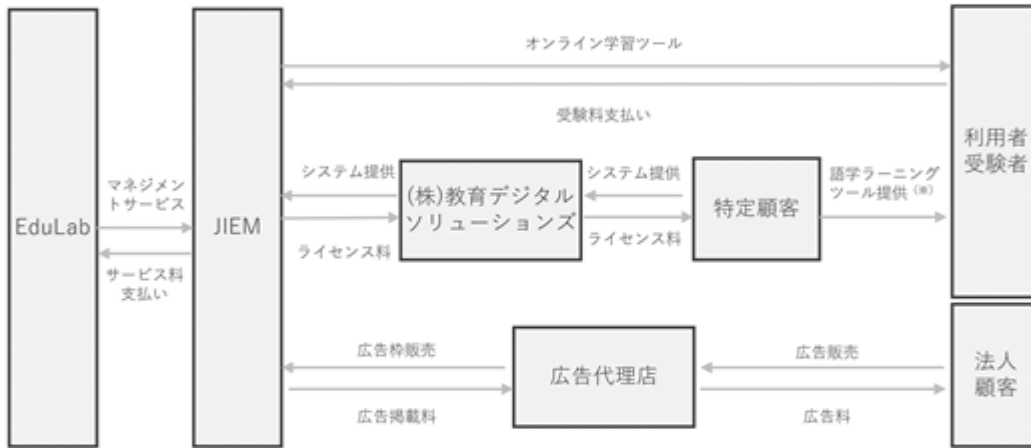 オンライン学習ツール
受験料支払い
利用者
受験者
システム提供
システム提供
語学ラーニング
ツール提供（※）
マネジメン
トサービス
(株)教育デジタル
ソリューションズ
特定顧客
EduLab
JIEM
ライセンス料
ライセンス料
サービス料
支払い
広告枠販売
広告販売
広告代理店
法人
顧客
広告掲載料
広告料